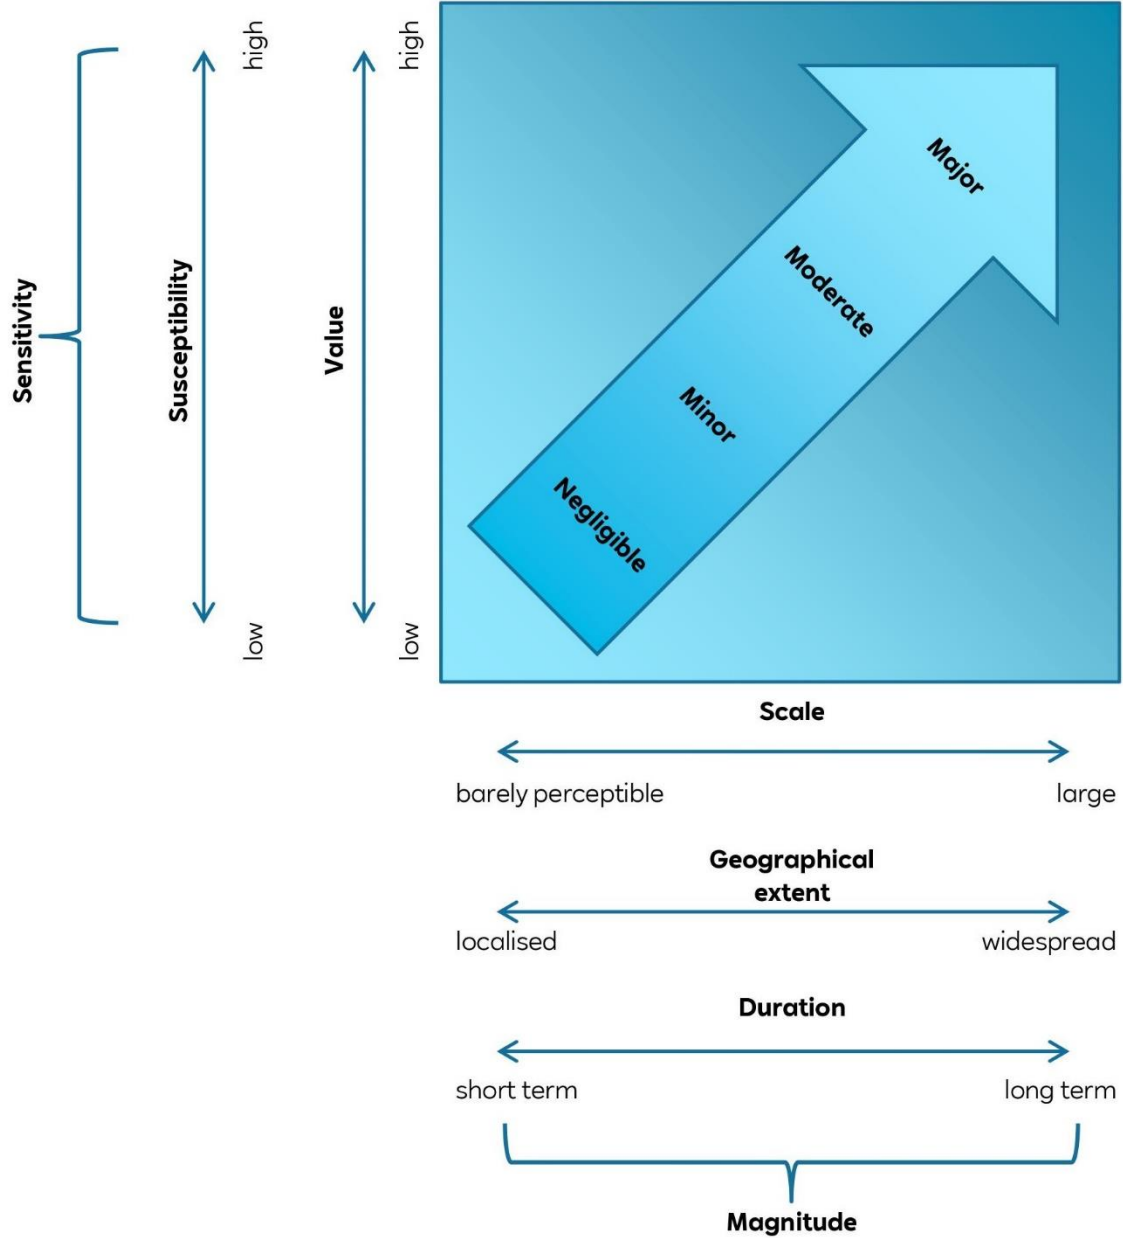 Sensitivity
Susceptibility
high
low
Value
high
low
Major
Moderate
Minor
Negligible
Scale
barely perceptible
large
Geographical
extent
localised
widespread
Duration
short term
long term
Magnitude